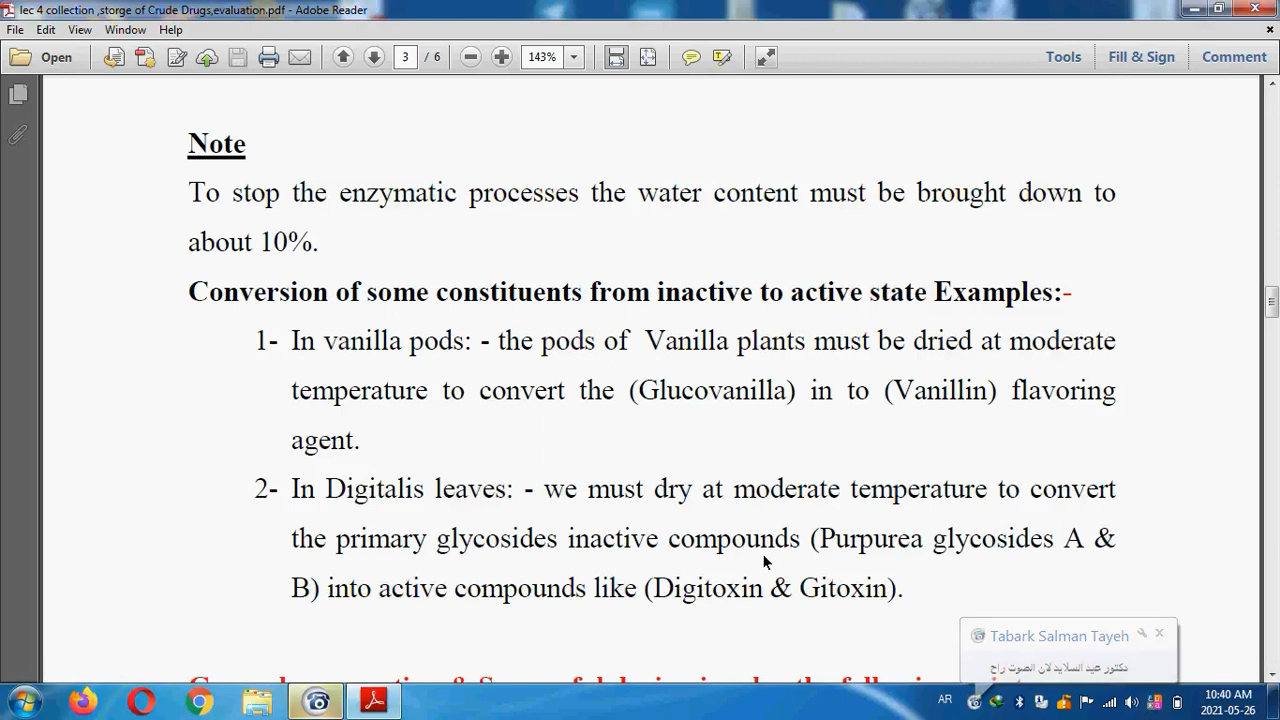 lec 4 collection ,storge of Crude Drugs,evaluation.pdf - Adobe Reader
File Edit View Window Help
Open 3 / 6 143% Tools Fill & Sign Comment
Note
To stop the enzymatic processes the water content must be brought down to
about 10%.
Conversion of some constituents from inactive to active state Examples:-
1- In vanilla pods: - the pods of Vanilla plants must be dried at moderate
temperature to convert the (Glucovanilla) in to (Vanillin) flavoring
agent.
2- In Digitalis leaves: - we must dry at moderate temperature to convert
the primary glycosides inactive compounds (Purpurea glycosides A &
B) into active compounds like (Digitoxin & Gitoxin).
Tabark Salman Tayeh
دكتور عيد السلايد لان الصوت راح
AR 10:40 AM
2021-05-26